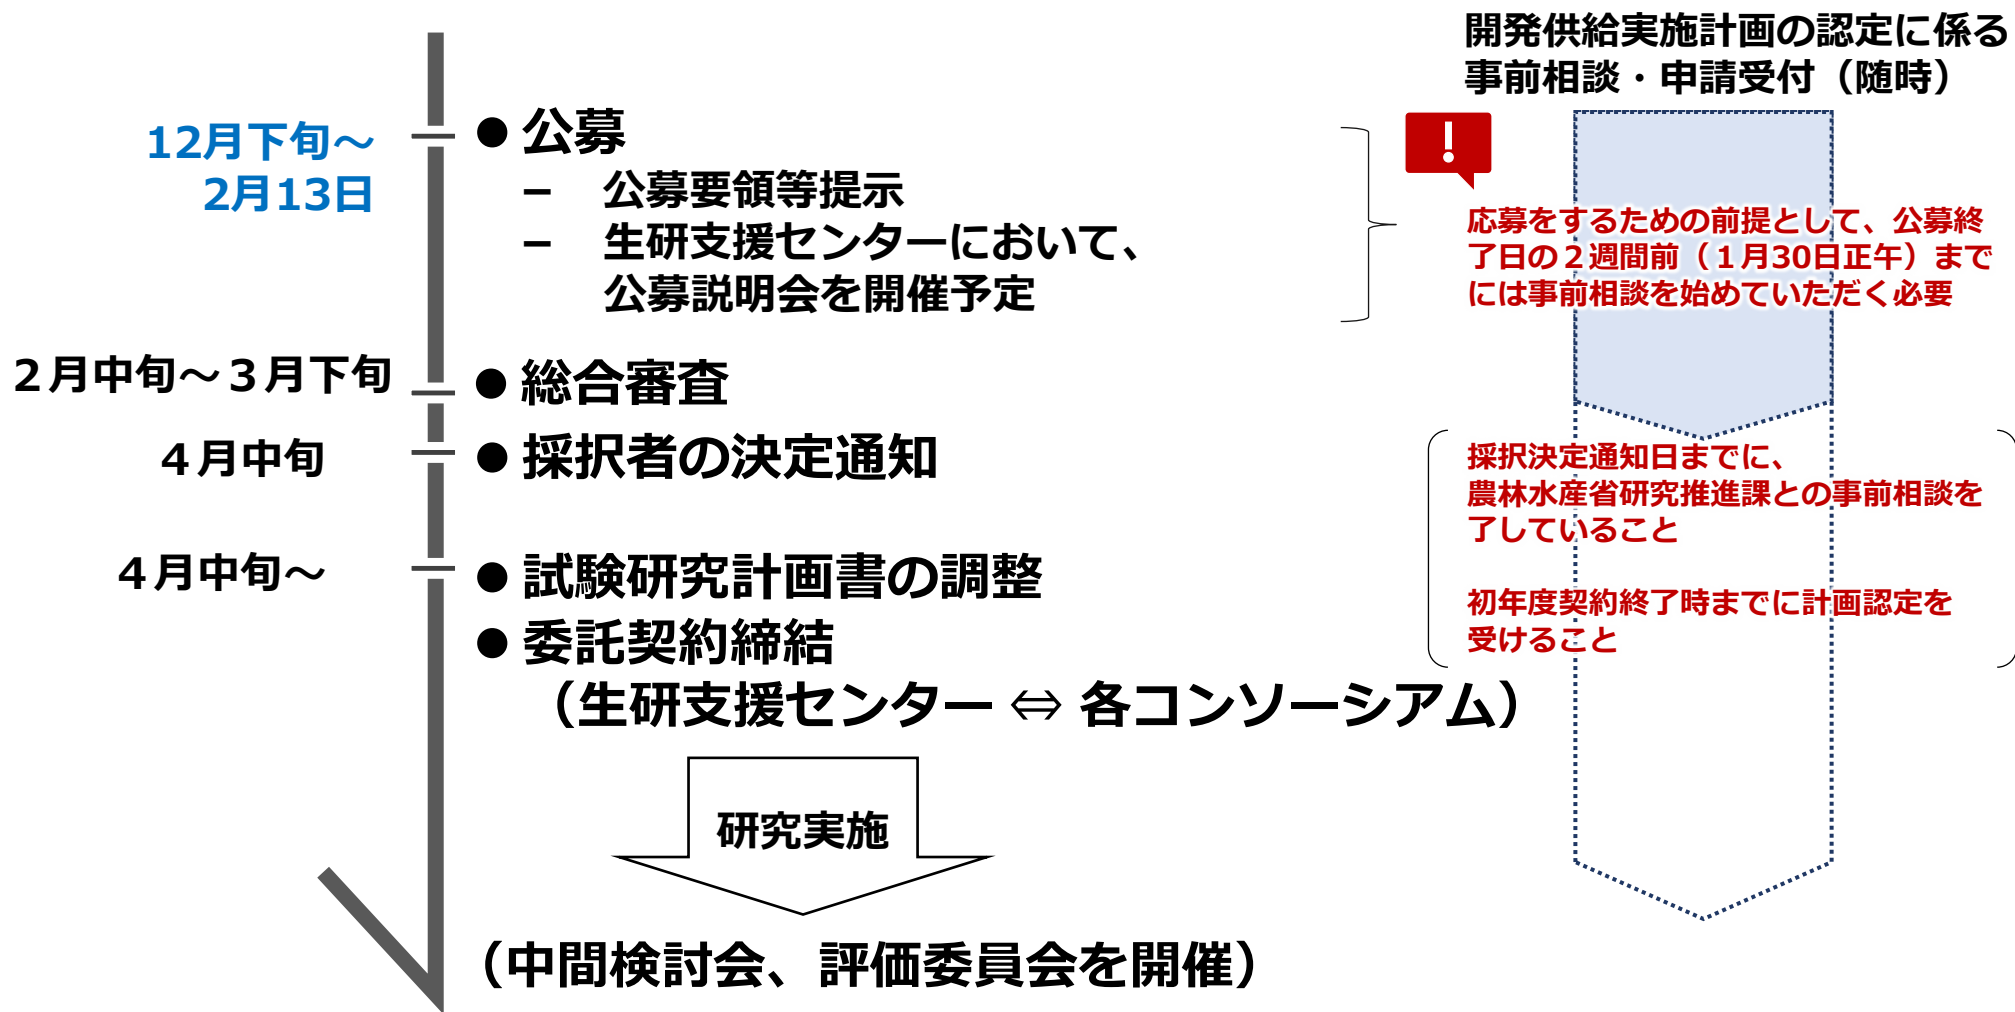 開発供給実施計画の認定に係る
事前相談・申請受付（随時）
12月下旬～
2月13日
● 公募
– 公募要領等提示
– 生研支援センターにおいて、
公募説明会を開催予定
!
応募をするための前提として、公募終
了日の２週間前（１月30日正午）まで
には事前相談を始めていただく必要
２月中旬～３月下旬
● 総合審査
４月中旬
● 採択者の決定通知
採択決定通知日までに、
農林水産省研究推進課との事前相談を
了していること
４月中旬～
● 試験研究計画書の調整
● 委託契約締結
（生研支援センター ⇔ 各コンソーシアム）
初年度契約終了時までに計画認定を
受けること
研究実施
（中間検討会、評価委員会を開催）